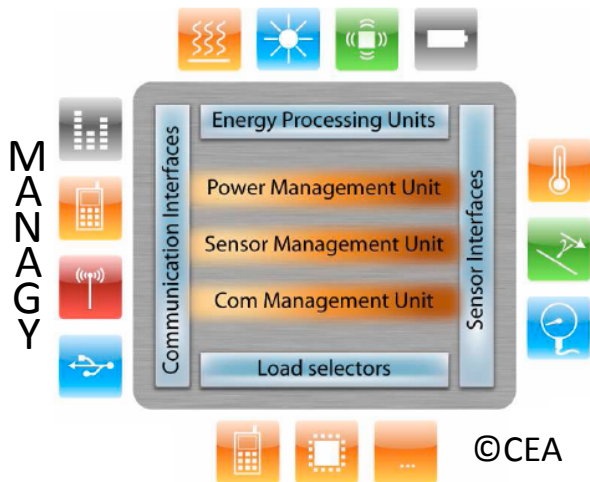 MANAGY
Energy Processing Units
Communication Interfaces
Power Management Unit
Sensor Management Unit
Com Management Unit
Sensor Interfaces
Load selectors
...
©CEA